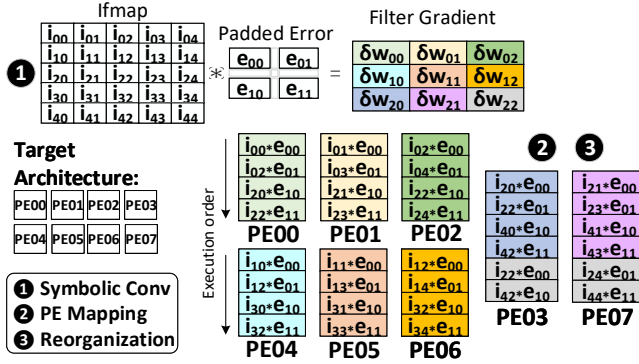 Ifmap
Padded Error
Filter Gradient
1
i00 i01 i02 i03 i04
i10 i11 i12 i13 i14
i20 i21 i22 i23 i24
i30 i31 i32 i33 i34
i40 i41 i42 i43 i44
*
e00 e01
e10 e11
=
δw00 δw01 δw02
δw10 δw11 δw12
δw20 δw21 δw22
Target
Architecture:
PE00 PE01 PE02 PE03
PE04 PE05 PE06 PE07
1 Symbolic Conv
2 PE Mapping
3 Reorganization
Execution order
i00*e00
i02*e01
i20*e10
i22*e11
PE00
i01*e00
i03*e01
i21*e10
i23*e11
PE01
i02*e00
i04*e01
i22*e10
i24*e11
PE02
i10*e00
i12*e01
i30*e10
i32*e11
PE04
i11*e00
i13*e01
i31*e10
i33*e11
PE05
i12*e00
i14*e01
i32*e10
i34*e11
PE06
2 3
i20*e00
i22*e01
i40*e10
i42*e11
i22*e00
i42*e10
PE03
i21*e00
i23*e01
i41*e10
i43*e11
i24*e01
i44*e11
PE07